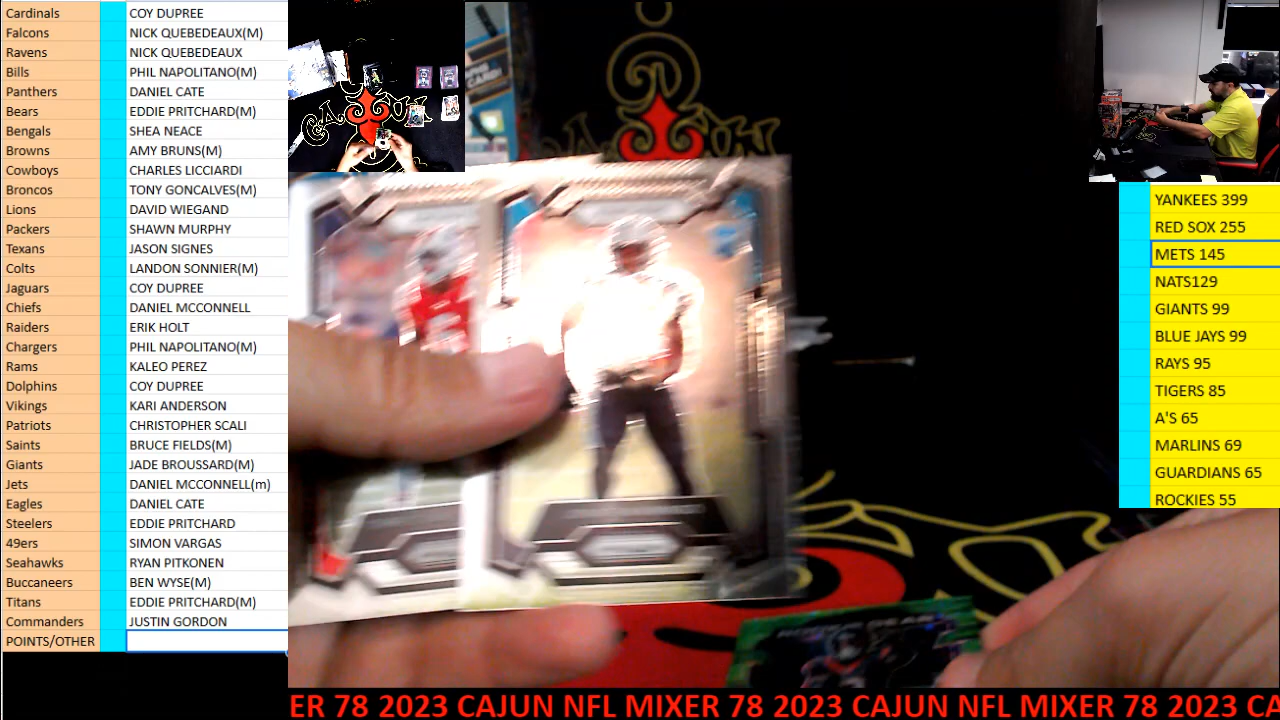 Cardinals COY DUPREE
Falcons NICK QUEBEDEAUX(M)
Ravens NICK QUEBEDEAUX
Bills PHIL NAPOLITANO(M)
Panthers DANIEL CATE
Bears EDDIE PRITCHARD(M)
Bengals SHEA NEACE
Browns AMY BRUNS(M)
Cowboys CHARLES LICCIARDI
Broncos TONY GONCALVES(M)
Lions DAVID WIEGAND
Packers SHAWN MURPHY
Texans JASON SIGNES
Colts LANDON SONNIER(M)
Jaguars COY DUPREE
Chiefs DANIEL MCCONNELL
Raiders ERIK HOLT
Chargers PHIL NAPOLITANO(M)
Rams KALEO PEREZ
Dolphins COY DUPREE
Vikings KARI ANDERSON
Patriots CHRISTOPHER SCALI
Saints BRUCE FIELDS(M)
Giants JADE BROUSSARD(M)
Jets DANIEL MCCONNELL(m)
Eagles DANIEL CATE
Steelers EDDIE PRITCHARD
49ers SIMON VARGAS
Seahawks RYAN PITKONEN
Buccaneers BEN WYSE(M)
Titans EDDIE PRITCHARD(M)
Commanders JUSTIN GORDON
POINTS/OTHER
YANKEES 399
RED SOX 255
METS 145
NATS129
GIANTS 99
BLUE JAYS 99
RAYS 95
TIGERS 85
A'S 65
MARLINS 69
GUARDIANS 65
ROCKIES 55
ER 78 2023 CAJUN NFL MIXER 78 2023 CAJUN NFL MIXER 78 2023 CA